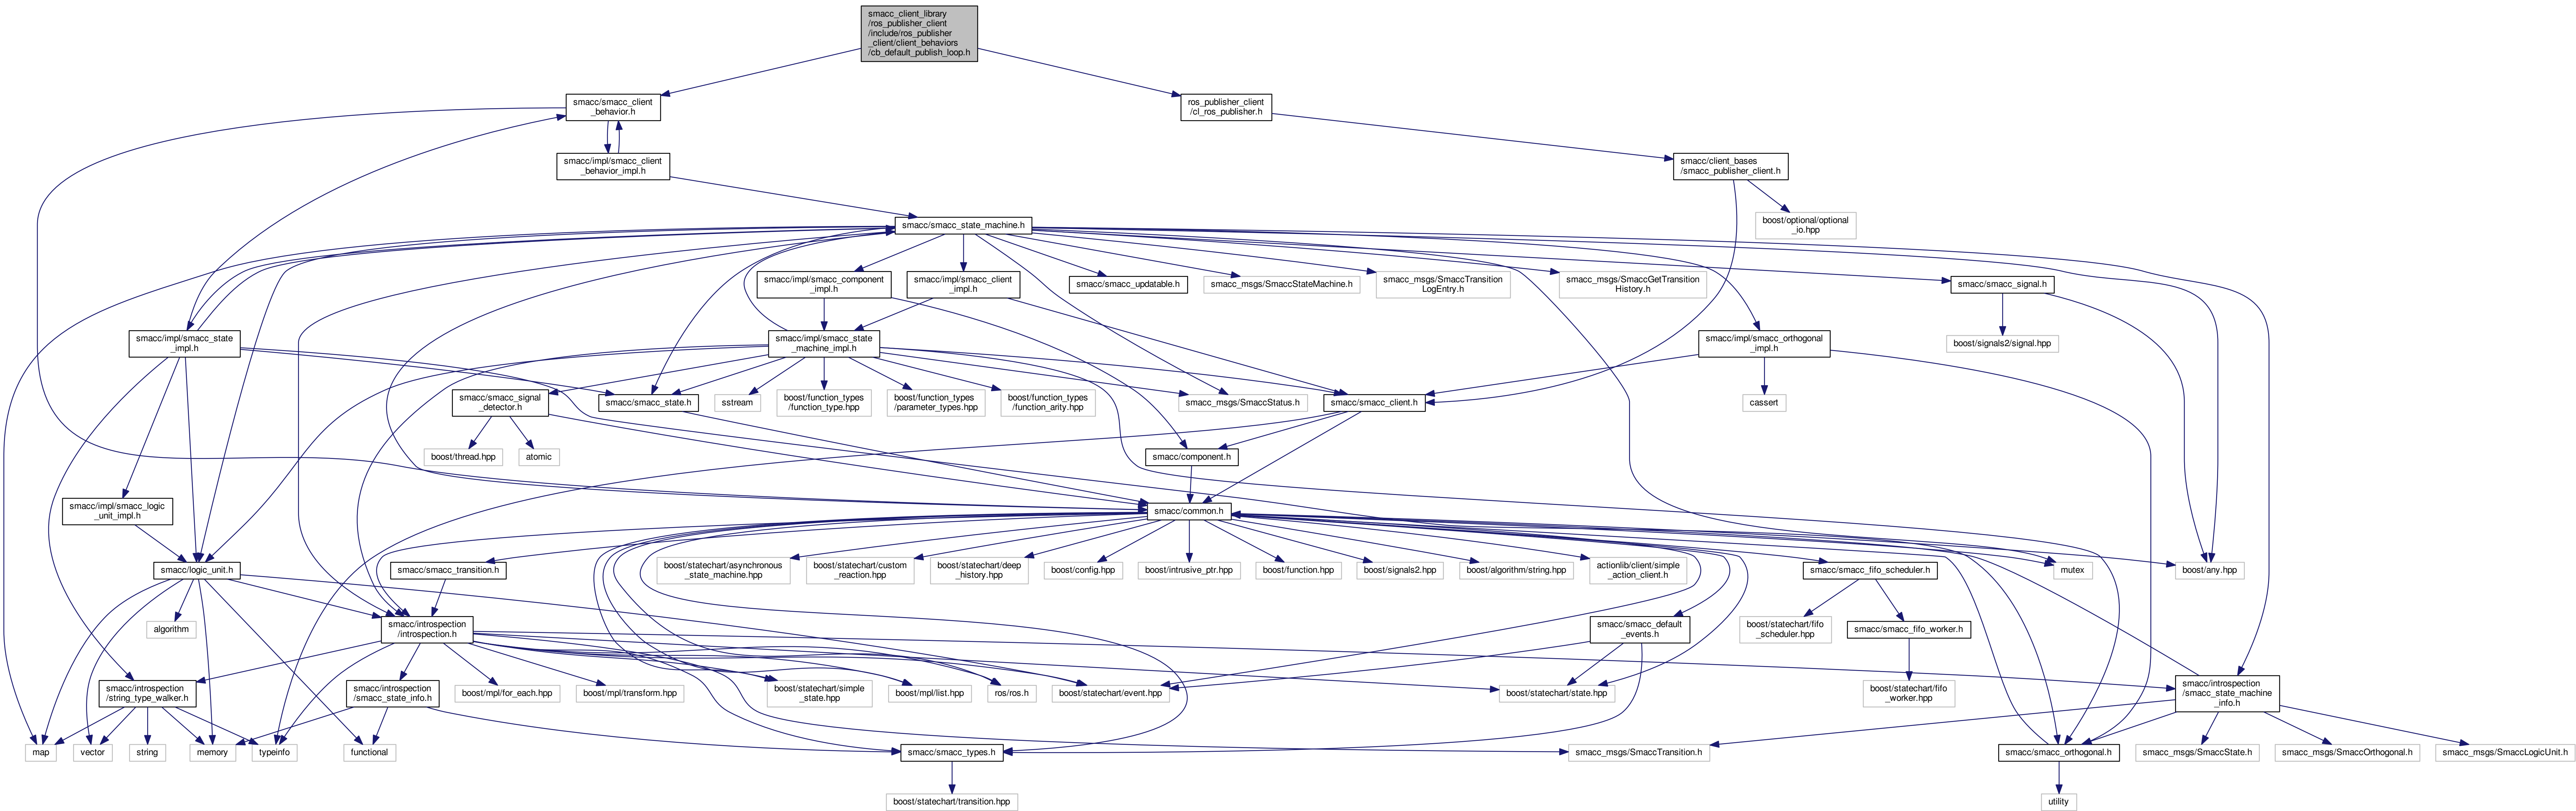 smacc_client_library
/ros_publisher_client
/include/ros_publisher
_client/client_behaviors
/cb_default_publish_loop.h
smacc/smacc_client
_behavior.h
ros_publisher_client
/cl_ros_publisher.h
smacc/impl/smacc_client
_behavior_impl.h
smacc/client_bases
/smacc_publisher_client.h
smacc/smacc_state_machine.h
boost/optional/optional
_io.hpp
smacc/impl/smacc_component
_impl.h
smacc/impl/smacc_client
_impl.h
smacc/smacc_updatable.h
smacc_msgs/SmaccStateMachine.h
smacc_msgs/SmaccTransition
LogEntry.h
smacc_msgs/SmaccGetTransition
History.h
smacc/smacc_signal.h
smacc/impl/smacc_state
_impl.h
smacc/impl/smacc_state
_machine_impl.h
smacc/impl/smacc_orthogonal
_impl.h
boost/signals2/signal.hpp
smacc/smacc_signal
_detector.h
smacc/smacc_state.h
sstream
boost/function_types
/function_type.hpp
boost/function_types
/parameter_types.hpp
boost/function_types
/function_arity.hpp
smacc_msgs/SmaccStatus.h
smacc/smacc_client.h
cassert
boost/thread.hpp
atomic
smacc/component.h
smacc/impl/smacc_logic
_unit_impl.h
smacc/common.h
smacc/logic_unit.h
smacc/smacc_transition.h
boost/statechart/asynchronous
_state_machine.hpp
boost/statechart/custom
_reaction.hpp
boost/statechart/deep
_history.hpp
boost/config.hpp
boost/intrusive_ptr.hpp
boost/function.hpp
boost/signals2.hpp
boost/algorithm/string.hpp
actionlib/client/simple
_action_client.h
smacc/smacc_fifo_scheduler.h
mutex
boost/any.hpp
algorithm
smacc/introspection
/introspection.h
smacc/smacc_default
_events.h
boost/statechart/fifo
_scheduler.hpp
smacc/smacc_fifo_worker.h
smacc/introspection
/string_type_walker.h
smacc/introspection
/smacc_state_info.h
boost/mpl/for_each.hpp
boost/mpl/transform.hpp
boost/statechart/simple
_state.hpp
boost/mpl/list.hpp
ros/ros.h
boost/statechart/event.hpp
boost/statechart/state.hpp
boost/statechart/fifo
_worker.hpp
smacc/introspection
/smacc_state_machine
_info.h
map
vector
string
memory
typeinfo
functional
smacc/smacc_types.h
smacc_msgs/SmaccTransition.h
smacc/smacc_orthogonal.h
smacc_msgs/SmaccState.h
smacc_msgs/SmaccOrthogonal.h
smacc_msgs/SmaccLogicUnit.h
boost/statechart/transition.hpp
utility